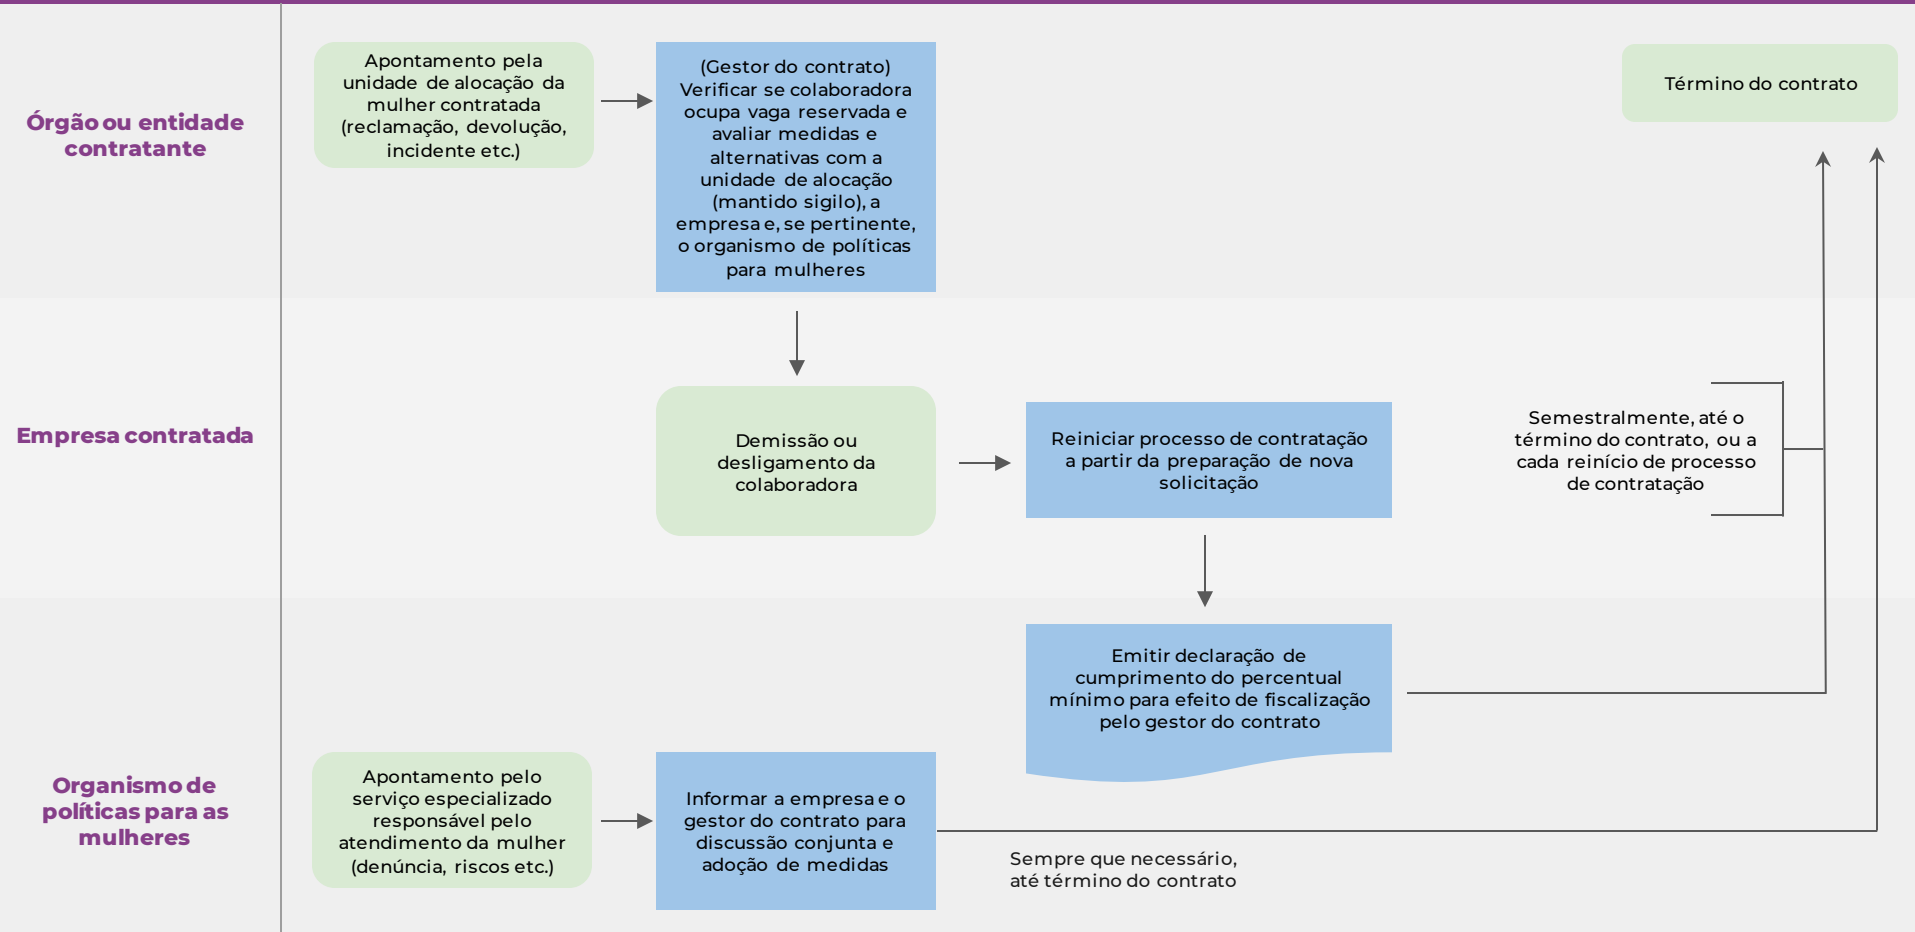 Órgão ou entidade
contratante
Apontamento pela
unidade de alocação da
mulher contratada
(reclamação, devolução,
incidente etc.)
(Gestor do contrato)
Verificar se colaboradora
ocupa vaga reservada e
avaliar medidas e
alternativas com a
unidade de alocação
(mantido sigilo), a
empresa e, se pertinente,
o organismo de políticas
para mulheres
Término do contrato
Empresa contratada
Demissão ou
desligamento da
colaboradora
Reiniciar processo de contratação
a partir da preparação de nova
solicitação
Semestralmente, até o
término do contrato, ou a
cada reinício de processo
de contratação
Organismo de
políticas para as
mulheres
Emitir declaração de
cumprimento do percentual
mínimo para efeito de fiscalização
pelo gestor do contrato
Apontamento pelo
serviço especializado
responsável pelo
atendimento da mulher
(denúncia, riscos etc.)
Informar a empresa e o
gestor do contrato para
discussão conjunta e
adoção de medidas
Sempre que necessário,
até término do contrato